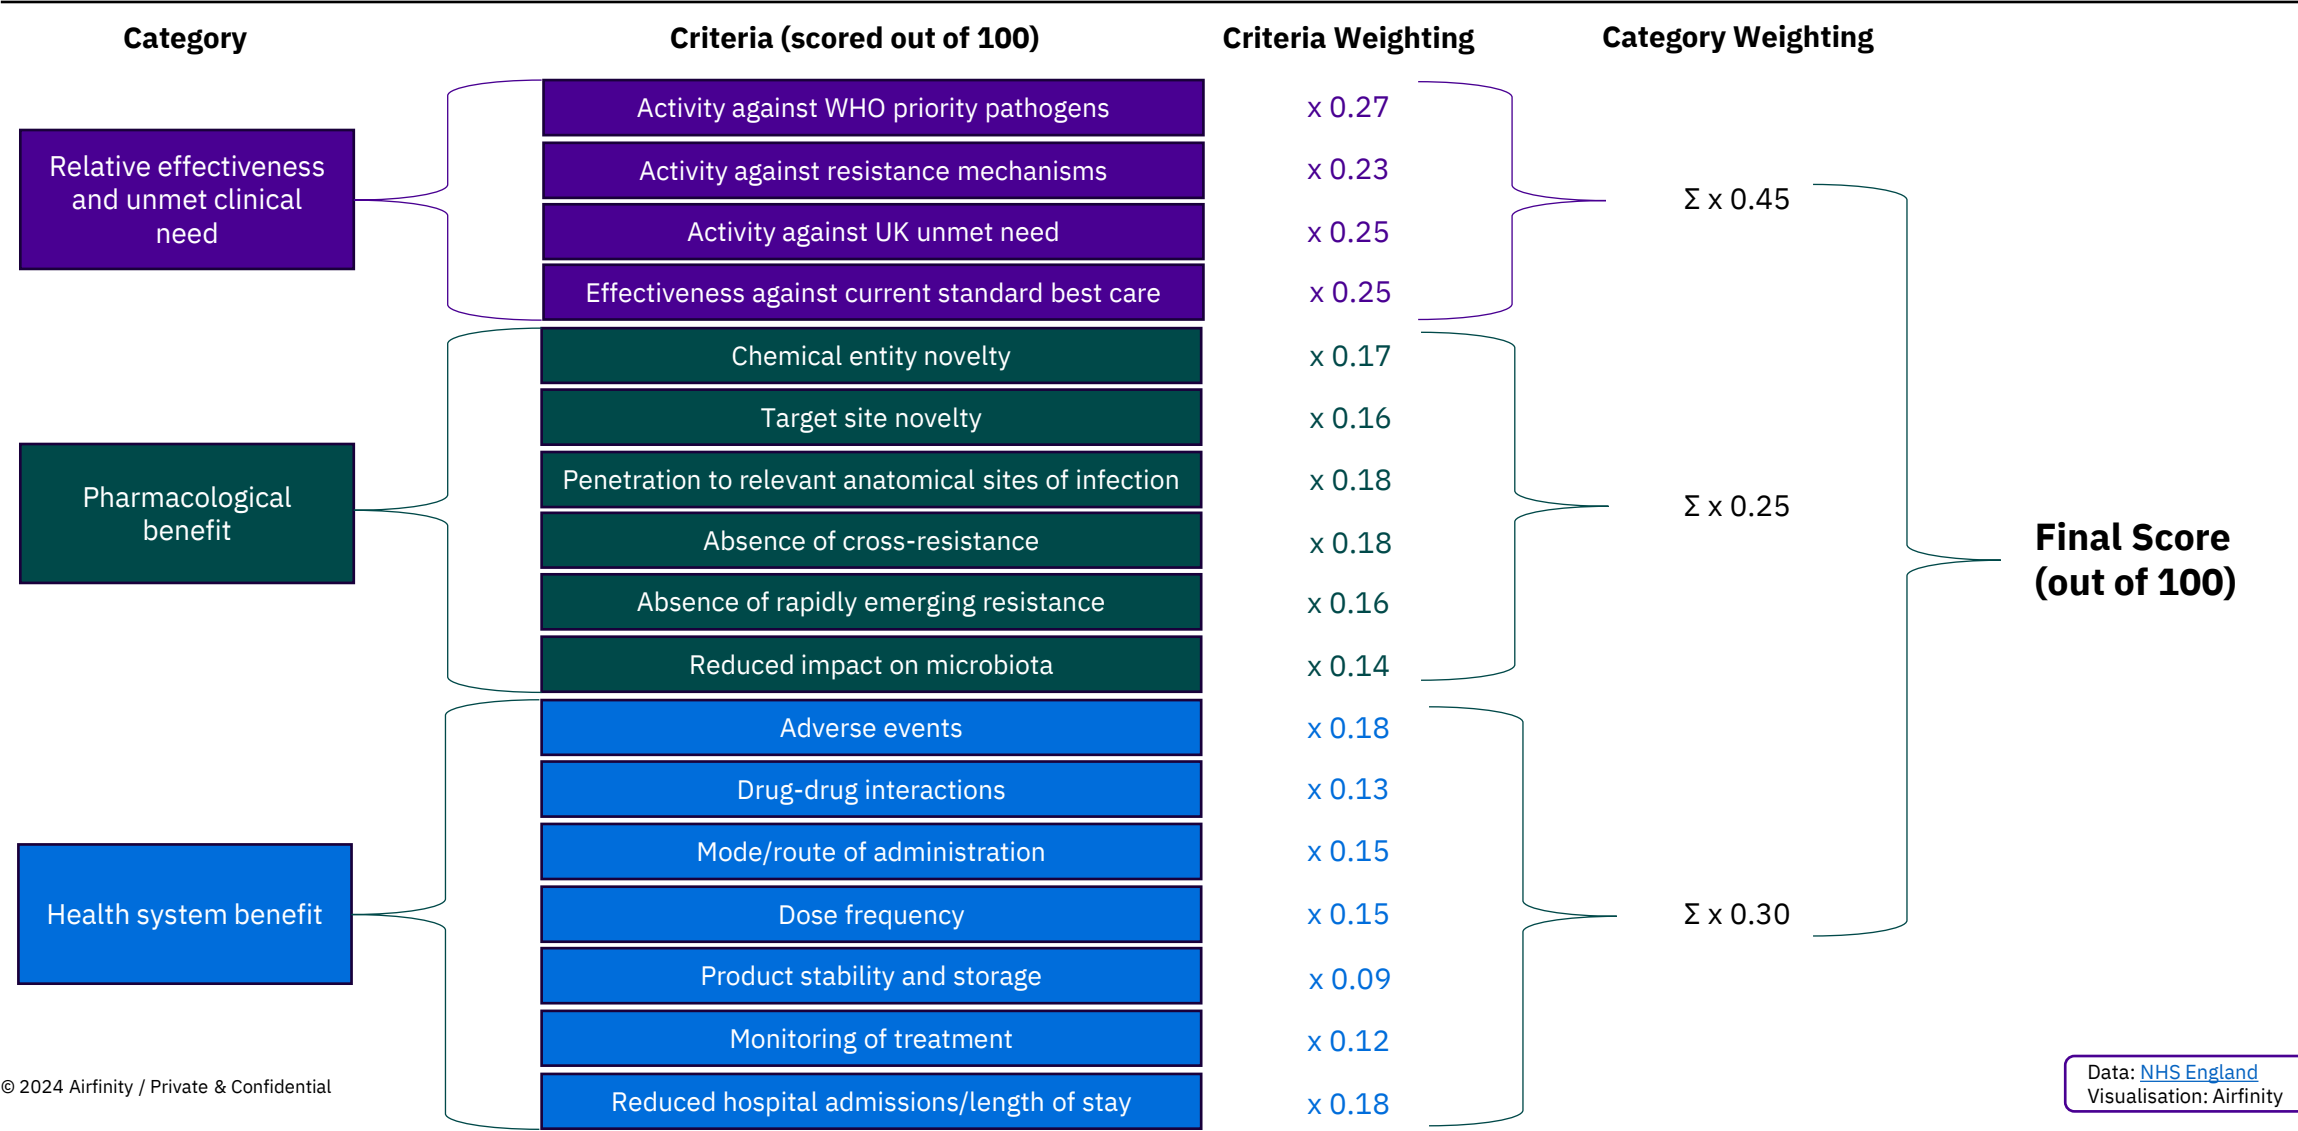 Category
Criteria (scored out of 100)
Criteria Weighting
Category Weighting
Relative effectiveness
and unmet clinical
need
Activity against WHO priority pathogens
x 0.27
Activity against resistance mechanisms
x 0.23
Activity against UK unmet need
x 0.25
Effectiveness against current standard best care
x 0.25
Σ x 0.45
Pharmacological
benefit
Chemical entity novelty
x 0.17
Target site novelty
x 0.16
Penetration to relevant anatomical sites of infection
x 0.18
Absence of cross-resistance
x 0.18
Absence of rapidly emerging resistance
x 0.16
Reduced impact on microbiota
x 0.14
Σ x 0.25
Health system benefit
Adverse events
x 0.18
Drug-drug interactions
x 0.13
Mode/route of administration
x 0.15
Dose frequency
x 0.15
Product stability and storage
x 0.09
Monitoring of treatment
x 0.12
Reduced hospital admissions/length of stay
x 0.18
Σ x 0.30
Final Score
(out of 100)
© 2024 Airfinity / Private & Confidential
Data: NHS England
Visualisation: Airfinity